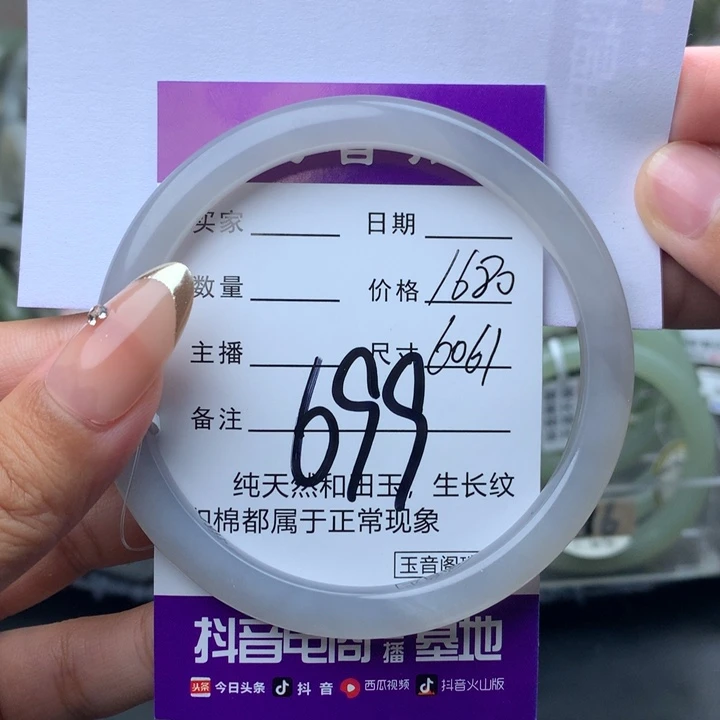 买家 日期
数量 价格 1680
主播 尺寸 6061
备注 699
纯天然和田玉，生长纹
和棉都属于正常现象
玉音阁
抖音电商 播 基地
头条 今日头条 抖音 西瓜视频 抖音火山版